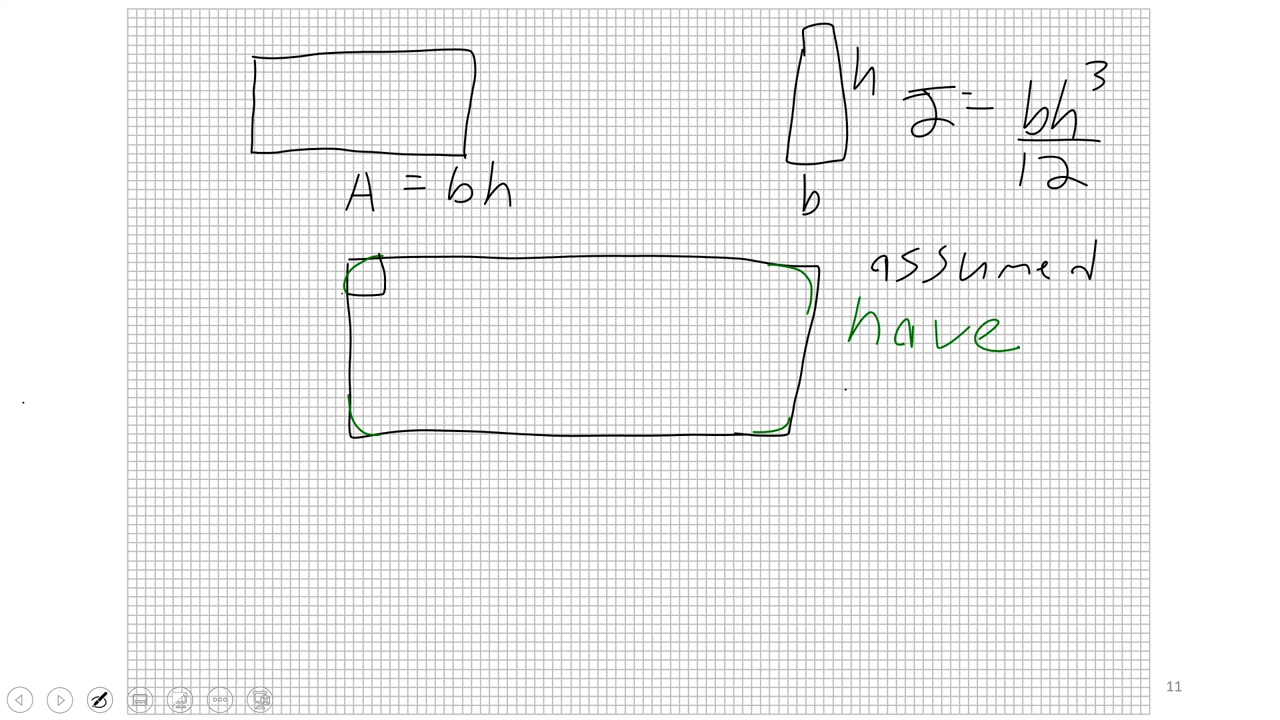 h
I = bh³/12
A = bh
b
assumed
have
11